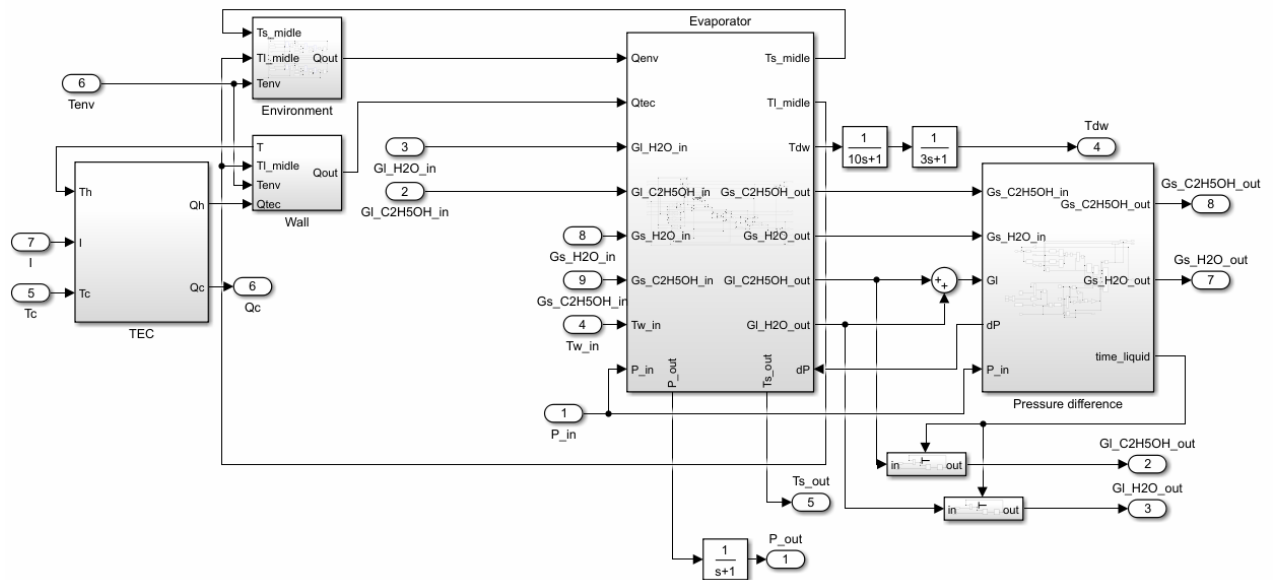 Evaporator
Ts_midle
Tl_midle
Tenv
Qout
Environment
6
Tenv
T
Tl_midle
Tenv
Qtec
Qout
Wall
Th
I
Tc
Qh
Qc
TEC
7
I
5
Tc
6
Qc
3
Gl_H2O_in
2
Gl_C2H5OH_in
8
Gs_H2O_in
9
Gs_C2H5OH_in
4
Tw_in
1
P_in
Qenv
Qtec
Gl_H2O_in
Gl_C2H5OH_in
Gs_H2O_in
Gs_C2H5OH_in
Tw_in
P_in
Ts_midle
Tl_midle
Tdw
Gs_C2H5OH_out
Gs_H2O_out
Gl_C2H5OH_out
Gl_H2O_out
dP
P_out
Ts_out
1
10s+1
1
3s+1
Tdw
4
+
+
Gs_C2H5OH_in
Gs_H2O_in
Gl
dP
P_in
Gs_C2H5OH_out
Gs_H2O_out
time_liquid
Pressure difference
Gs_C2H5OH_out
8
Gs_H2O_out
7
in
T
out
Gl_C2H5OH_out
2
in
T
out
Gl_H2O_out
3
Ts_out
5
1
s+1
P_out
1